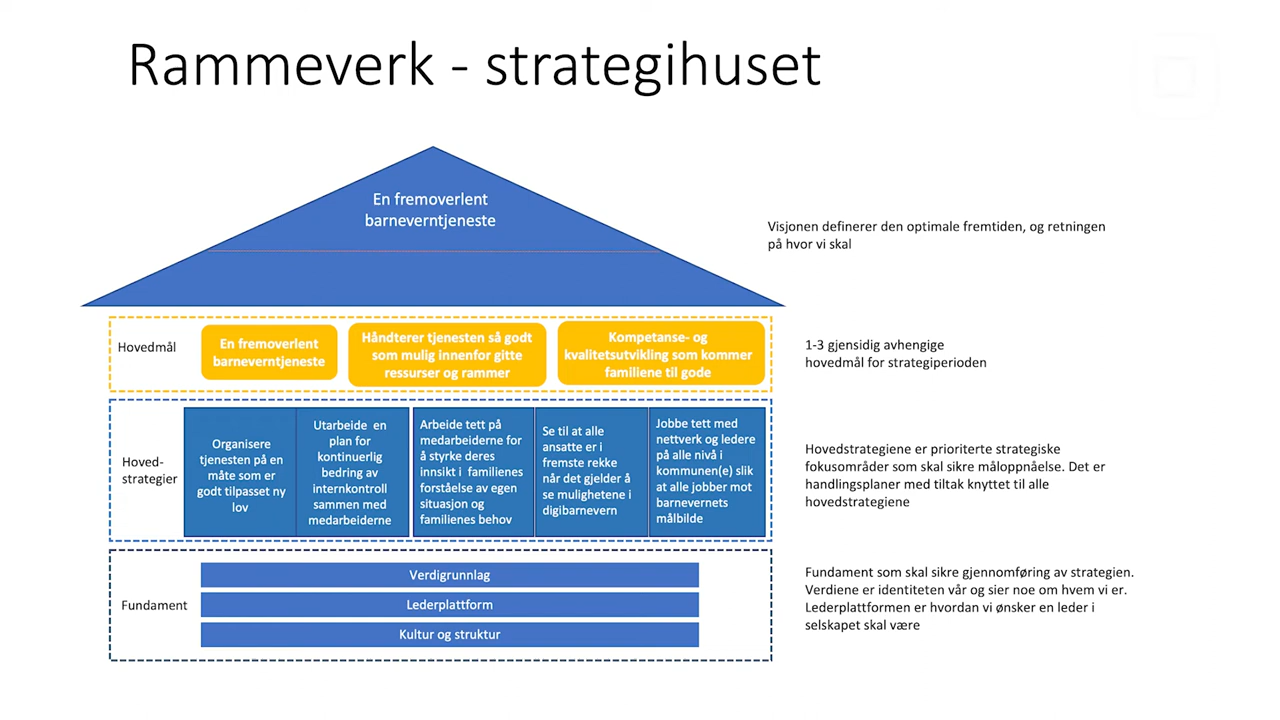 Rammeverk - strategihuset
En fremoverlent
barneverntjeneste
Visjonen definerer den optimale fremtiden, og retningen
på hvor vi skal
Hovedmål
En fremoverlent
barneverntjeneste
Håndterer tjenesten så godt
som mulig innenfor gitte
ressurser og rammer
Kompetanse- og
kvalitetsutvikling som kommer
familiene til gode
1-3 gjensidig avhengige
hovedmål for strategiperioden
Hoved-
strategier
Organisere
tjenesten på en
måte som er
godt tilpasset ny
lov
Utarbeide en
plan for
kontinuerlig
bedring av
internkontroll
sammen med
medarbeiderne
Arbeide tett på
medarbeiderne for
å styrke deres
innsikt i familienes
forståelse av egen
situasjon og
familienes behov
Se til at alle
ansatte er i
fremste rekke
når det gjelder å
se mulighetene i
digibarnevern
Jobbe tett med
nettverk og ledere
på alle nivå i
kommunen(e) slik
at alle jobber mot
barnevernets
målbilde
Hovedstrategiene er prioriterte strategiske
fokusområder som skal sikre måloppnåelse. Det er
handlingsplaner med tiltak knyttet til alle
hovedstrategiene
Fundament
Verdigrunnlag
Lederplattform
Kultur og struktur
Fundament som skal sikre gjennomføring av strategien.
Verdiene er identiteten vår og sier noe om hvem vi er.
Lederplattformen er hvordan vi ønsker en leder i
selskapet skal være